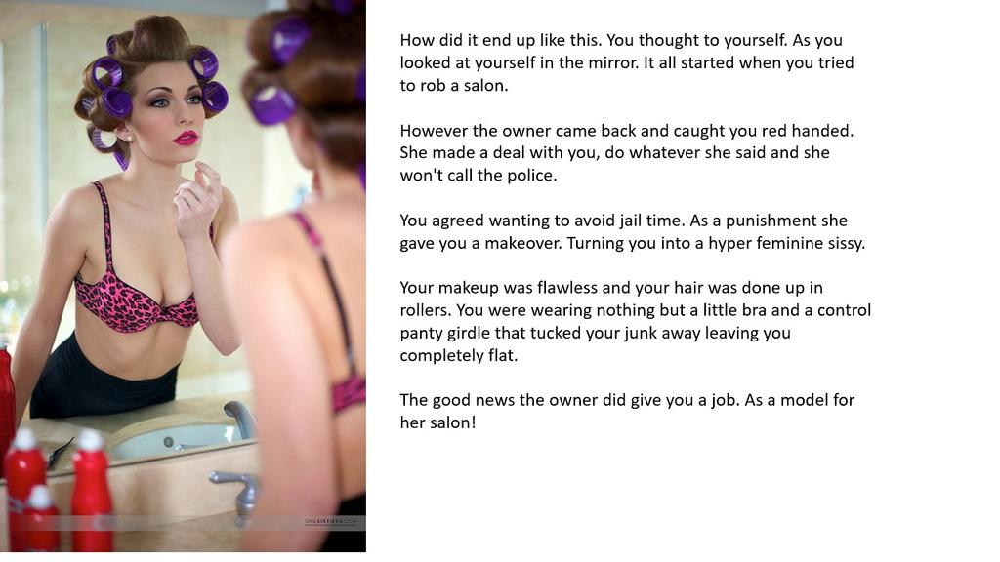 How did it end up like this. You thought to yourself. As you
looked at yourself in the mirror. It all started when you tried
to rob a salon.
However the owner came back and caught you red handed.
She made a deal with you, do whatever she said and she
won't call the police.
You agreed wanting to avoid jail time. As a punishment she
gave you a makeover. Turning you into a hyper feminine sissy.
Your makeup was flawless and your hair was done up in
rollers. You were wearing nothing but a little bra and a control
panty girdle that tucked your junk away leaving you
completely flat.
The good news the owner did give you a job. As a model for
her salon!
ONESIXTIETH.COM